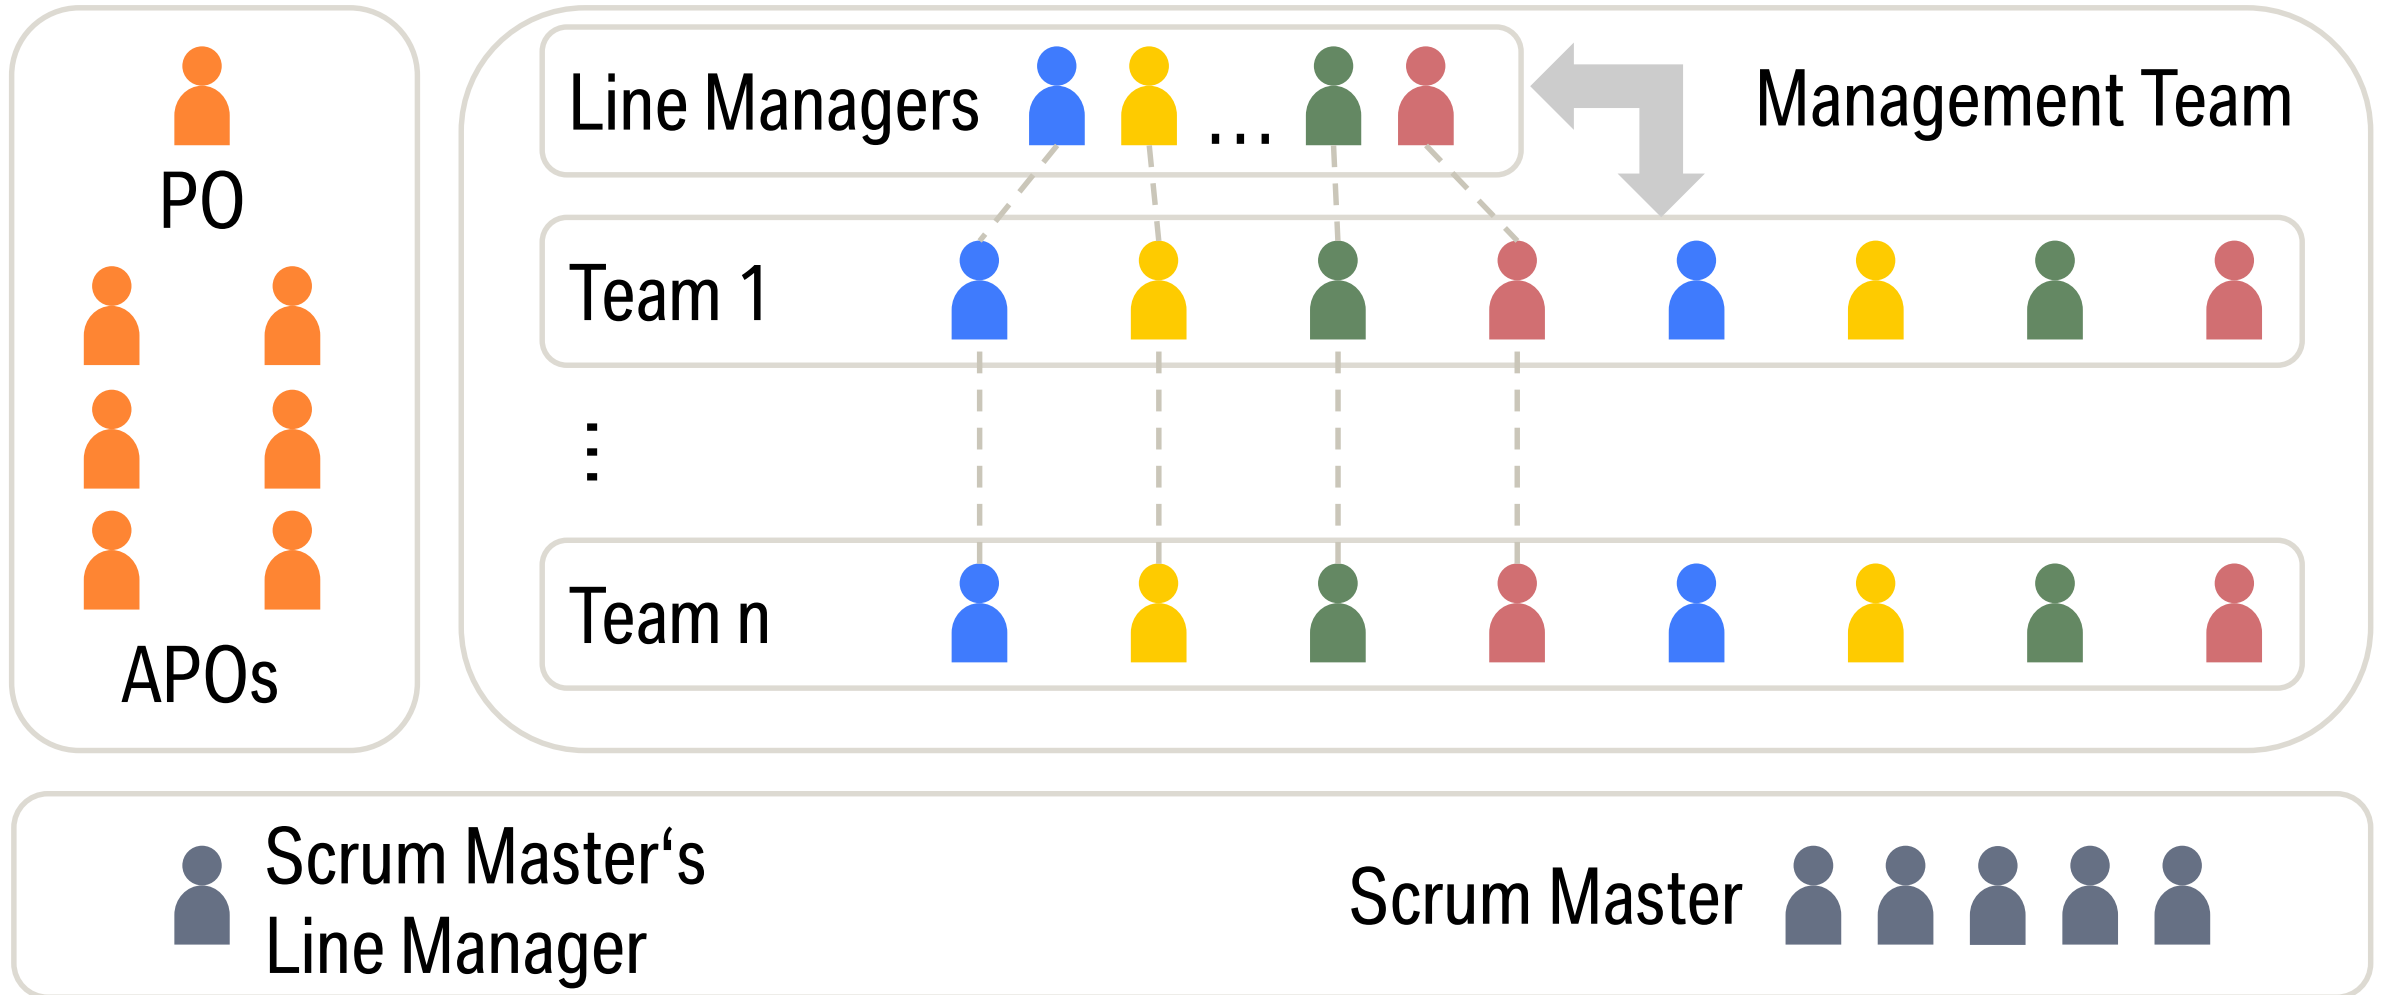 PO
APOs
Line Managers
...
Management Team
Team 1
...
Team n
Scrum Master‘s
Line Manager
Scrum Master